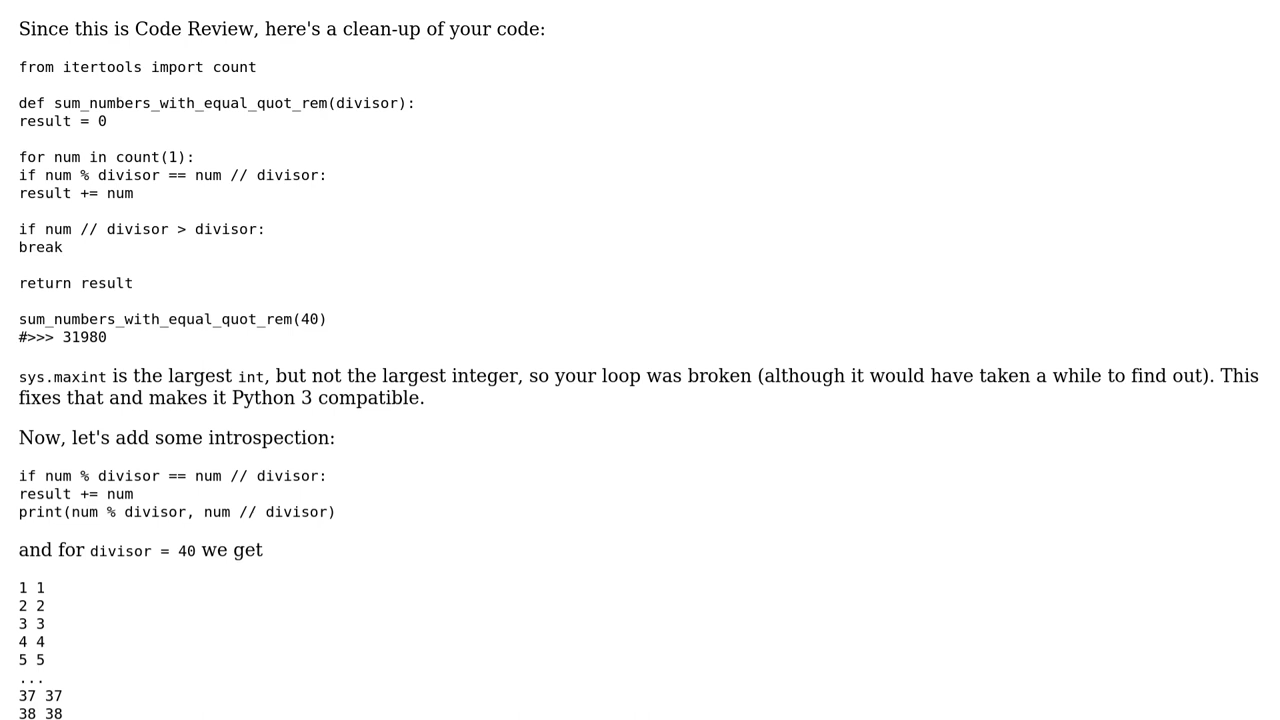 Since this is Code Review, here's a clean-up of your code:
from itertools import count
def sum_numbers_with_equal_quot_rem(divisor):
result = 0
for num in count(1):
if num % divisor == num // divisor:
result += num
if num // divisor > divisor:
break
return result
sum_numbers_with_equal_quot_rem(40)
#>>> 31980
sys.maxint is the largest int, but not the largest integer, so your loop was broken (although it would have taken a while to find out). This
fixes that and makes it Python 3 compatible.
Now, let's add some introspection:
if num % divisor == num // divisor:
result += num
print(num % divisor, num // divisor)
and for divisor = 40 we get
1 1
2 2
3 3
4 4
5 5
...
37 37
38 38